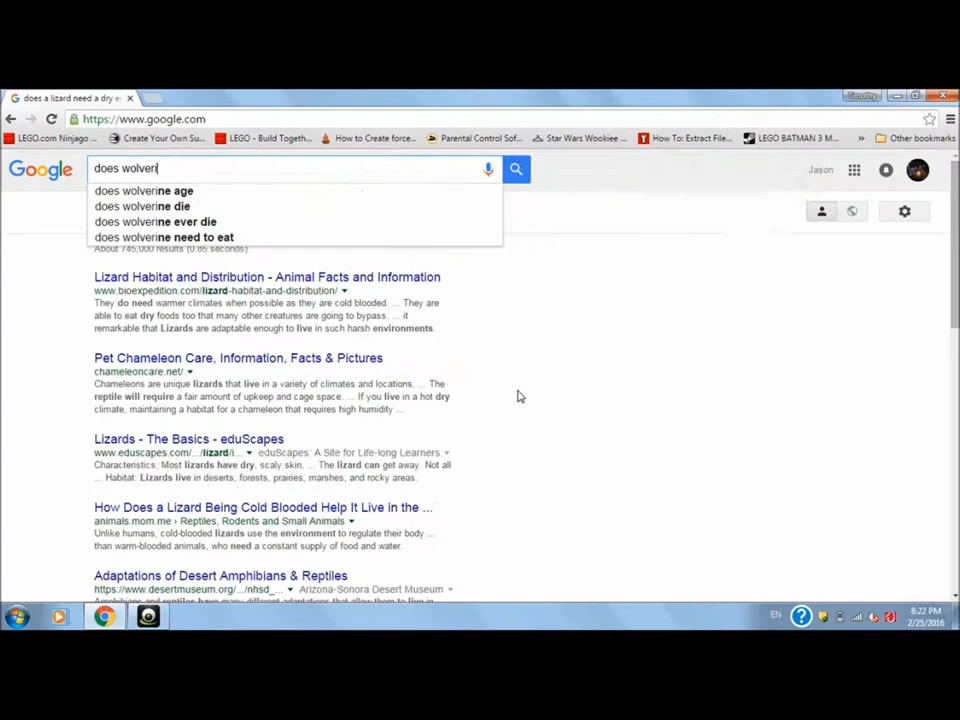 does a lizard need a dry e
Timothy
https://www.google.com
LEGO.com Ninjago Create Your Own Su... LEGO - Build Togeth... How to Create force... Parental Control Sof... Star Wars Wookiee ... How To: Extract File... LEGO BATMAN 3 M... Other bookmarks
Google does wolveri Jason
does wolverine age
does wolverine die
does wolverine ever die
does wolverine need to eat
About 745,000 results (0.85 seconds)
Lizard Habitat and Distribution - Animal Facts and Information
www.bioexpedition.com/lizard-habitat-and-distribution/
They do need warmer climates when possible as they are cold blooded. ... They are
able to eat dry foods too that many other creatures are going to bypass. ... it
remarkable that Lizards are adaptable enough to live in such harsh environments.
Pet Chameleon Care, Information, Facts & Pictures
chameleoncare.net/
Chameleons are unique lizards that live in a variety of climates and locations. ... The
reptile will require a fair amount of upkeep and cage space. ... If you live in a hot dry
climate, maintaining a habitat for a chameleon that requires high humidity ...
Lizards - The Basics - eduScapes
www.eduscapes.com/.../lizard/i... eduScapes: A Site for Life-long Learners
Characteristics: Most lizards have dry, scaly skin. ... The lizard can get away. Not all
... Habitat: Lizards live in deserts, forests, prairies, marshes, and rocky areas.
How Does a Lizard Being Cold Blooded Help It Live in the ...
animals.mom.me › Reptiles, Rodents and Small Animals
Unlike humans, cold-blooded lizards use the environment to regulate their body ...
than warm-blooded animals, who need a constant supply of food and water.
Adaptations of Desert Amphibians & Reptiles
https://www.desertmuseum.org/.../nhsd_... Arizona-Sonora Desert Museum
EN
8:22 PM
2/25/2016